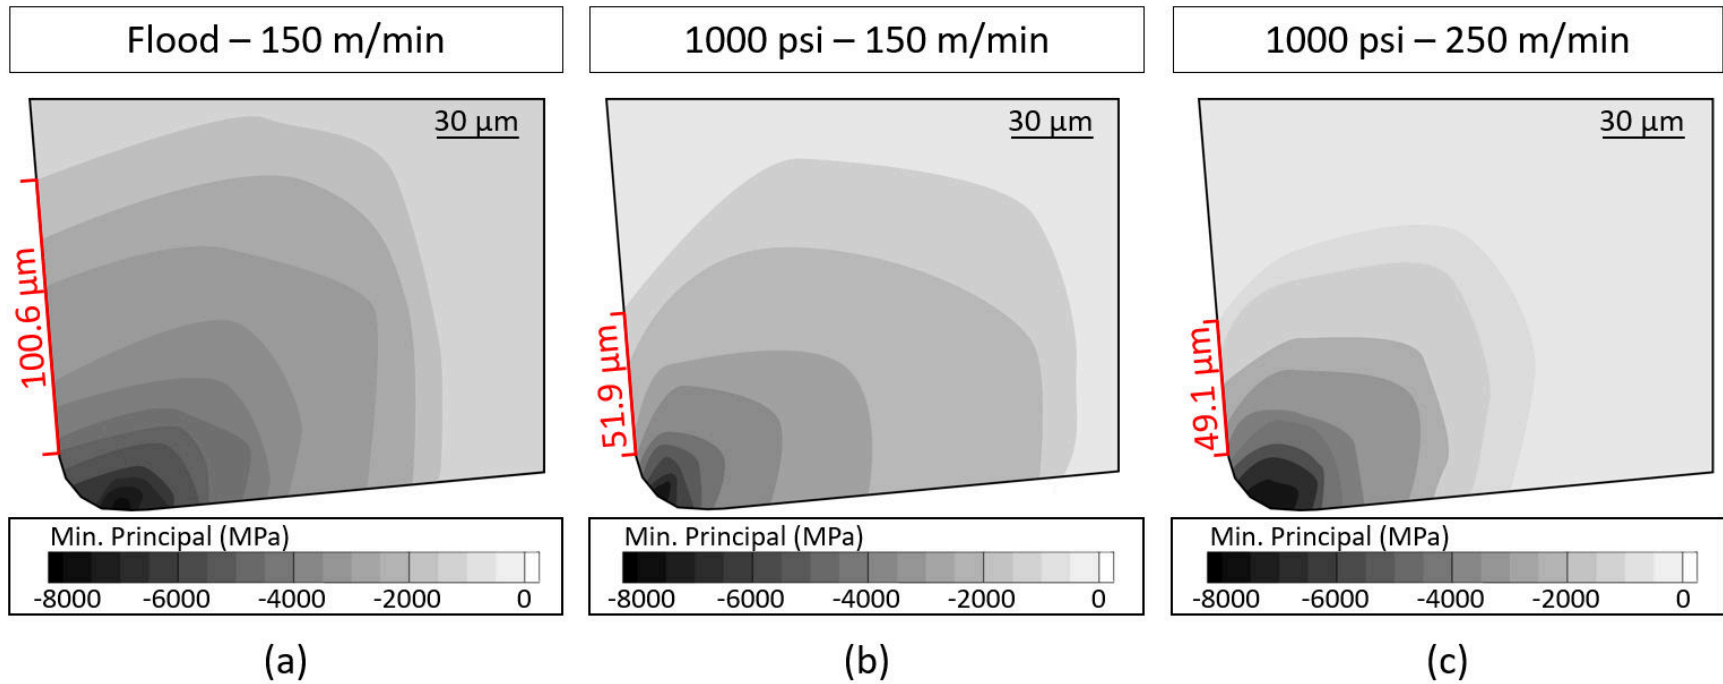 Flood – 150 m/min
1000 psi – 150 m/min
1000 psi – 250 m/min
30 µm
30 µm
30 µm
100.6 µm
51.9 µm
49.1 µm
Min. Principal (MPa)
-8000 -6000 -4000 -2000 0
Min. Principal (MPa)
-8000 -6000 -4000 -2000 0
Min. Principal (MPa)
-8000 -6000 -4000 -2000 0
(a)
(b)
(c)